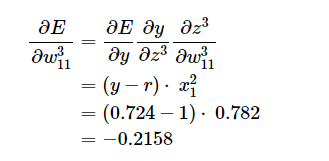 ∂E/∂w³₁₁ = ∂E/∂y ∂y/∂z³ ∂z³/∂w³₁₁
= (y − r) · x²₁
= (0.724 − 1) · 0.782
= −0.2158